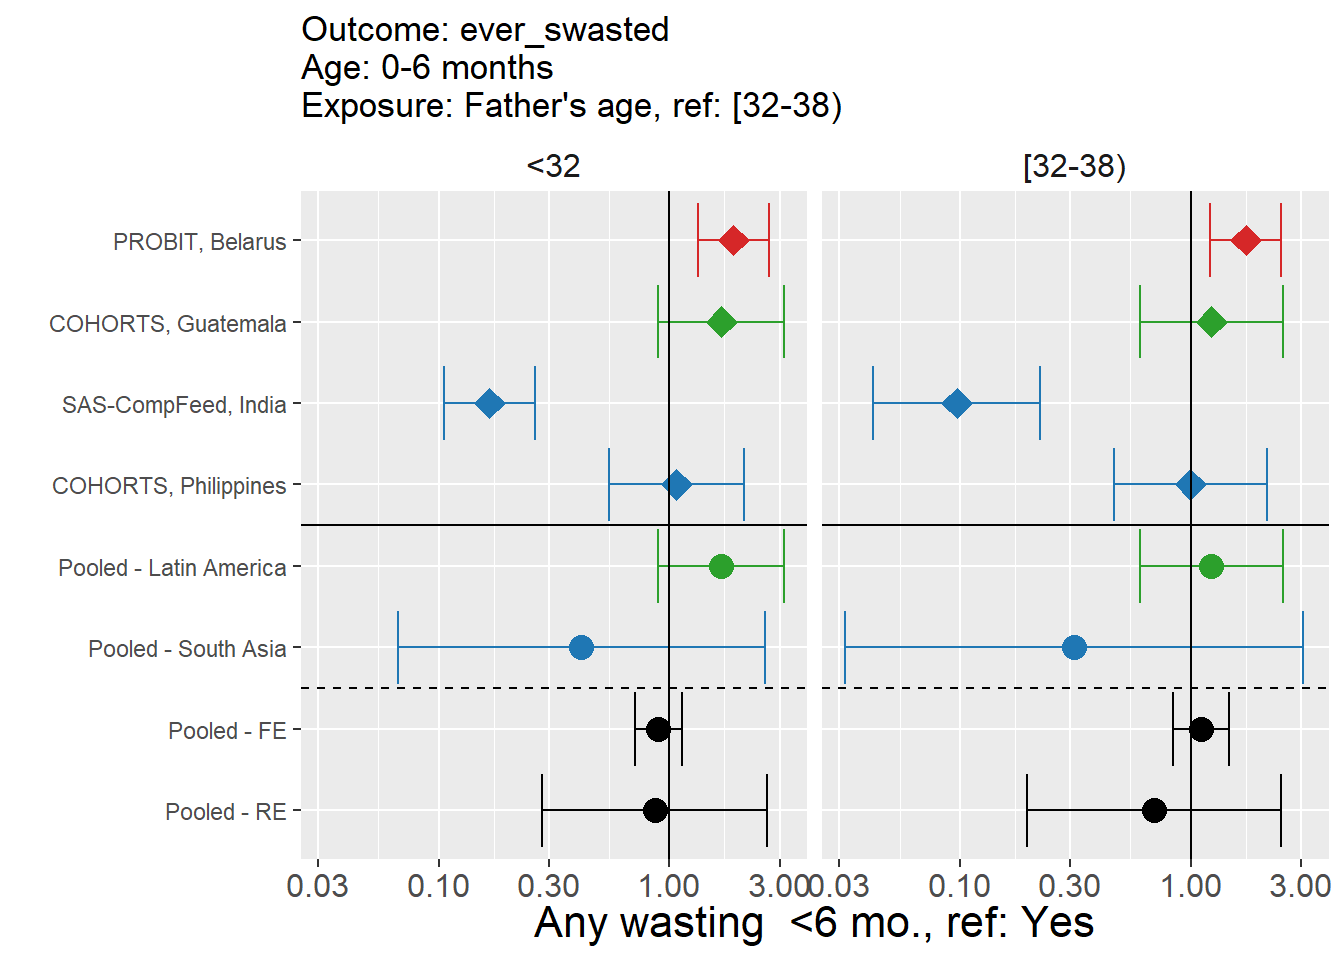 Outcome: ever_swasted
Age: 0-6 months
Exposure: Father's age, ref: [32-38)
<32
[32-38)
PROBIT, Belarus
COHORTS, Guatemala
SAS-CompFeed, India
COHORTS, Philippines
Pooled - Latin America
Pooled - South Asia
Pooled - FE
Pooled - RE
0.03 0.10 0.30 1.00 3.00 0.03 0.10 0.30 1.00 3.00
Any wasting  <6 mo., ref: Yes